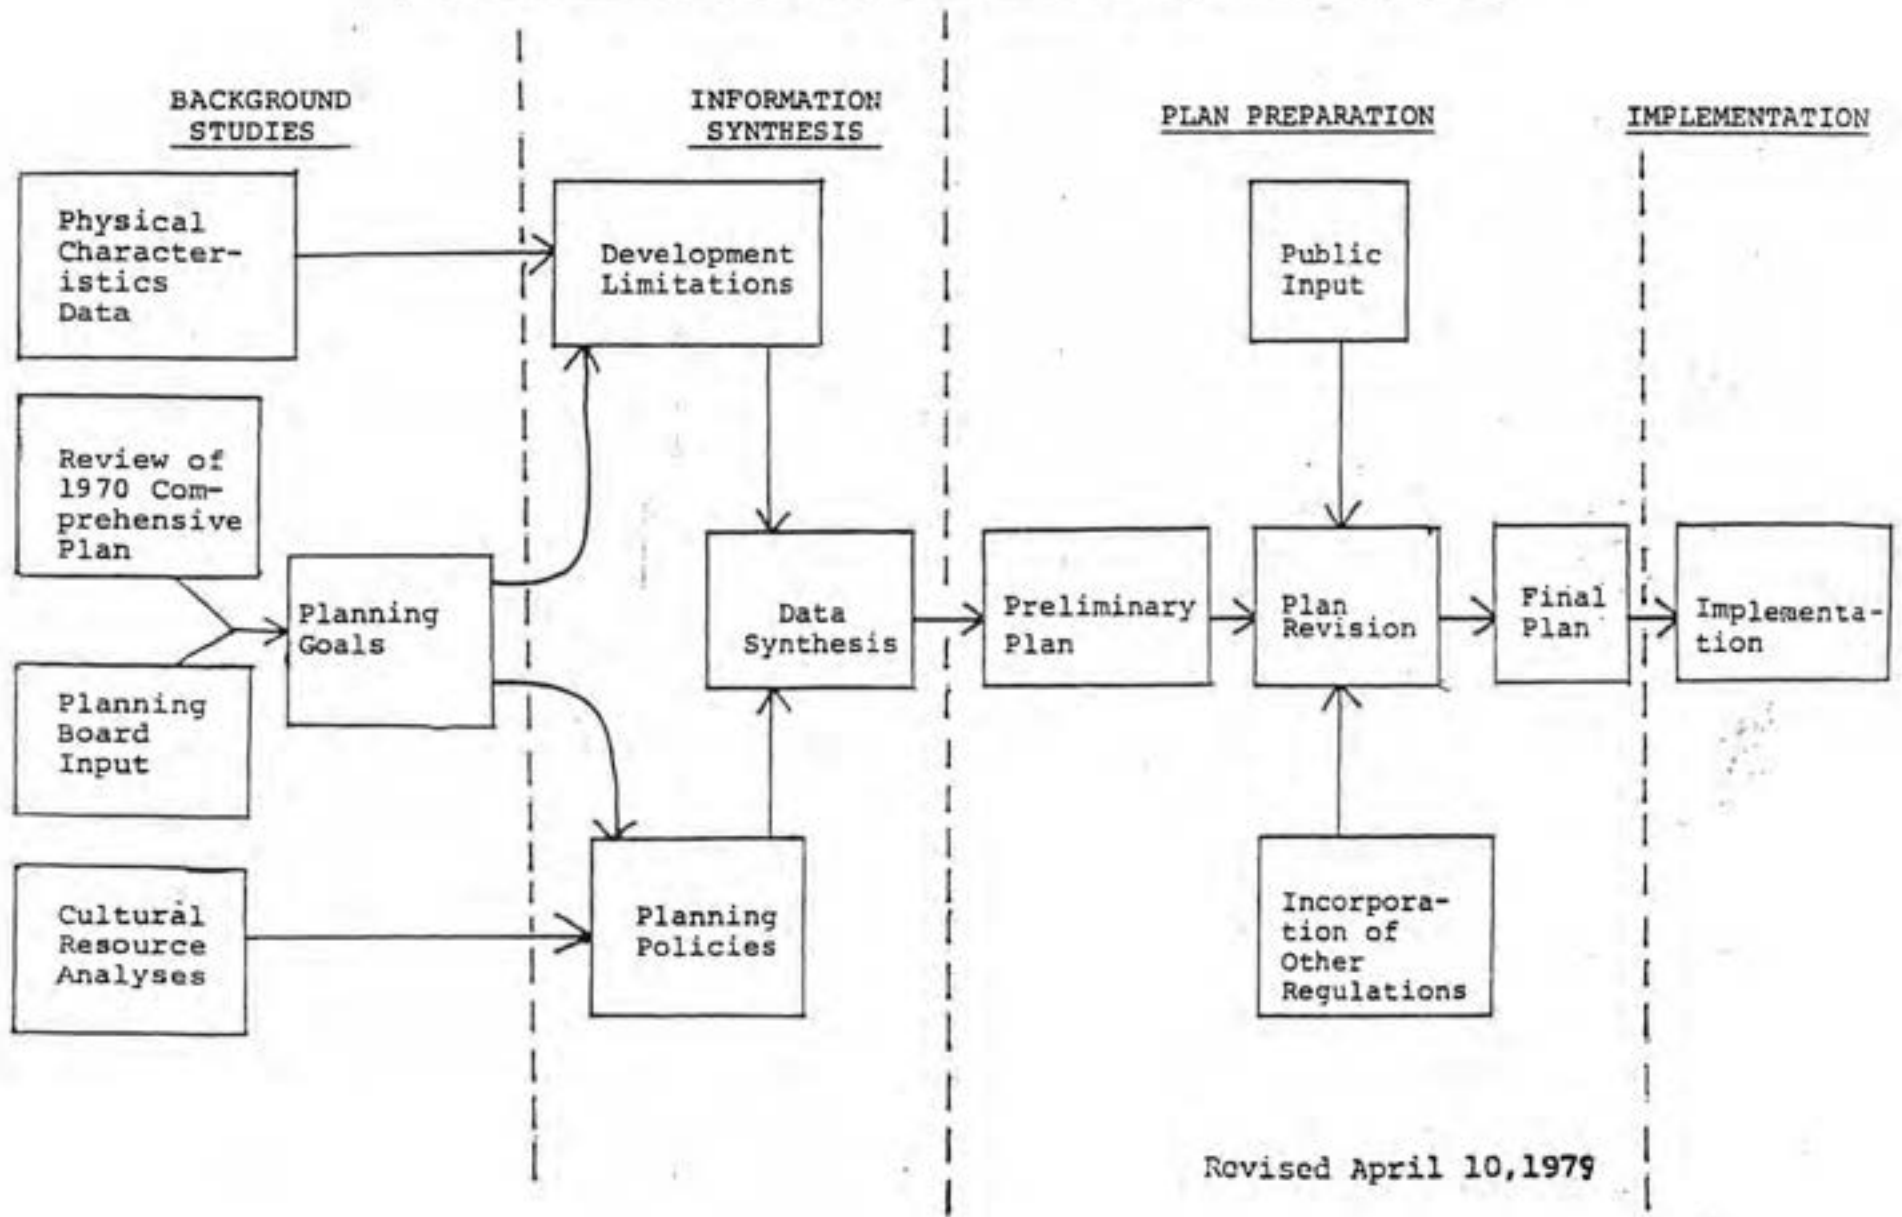 BACKGROUND
STUDIES
INFORMATION
SYNTHESIS
PLAN PREPARATION
IMPLEMENTATION
Physical
Character-
istics
Data
Development
Limitations
Public
Input
Review of
1970 Com-
prehensive
Plan
Planning
Goals
Planning
Board
Input
Data
Synthesis
Preliminary
Plan
Plan
Revision
Final
Plan
Implementa-
tion
Cultural
Resource
Analyses
Planning
Policies
Incorpora-
tion of
Other
Regulations
Revised April 10,1979